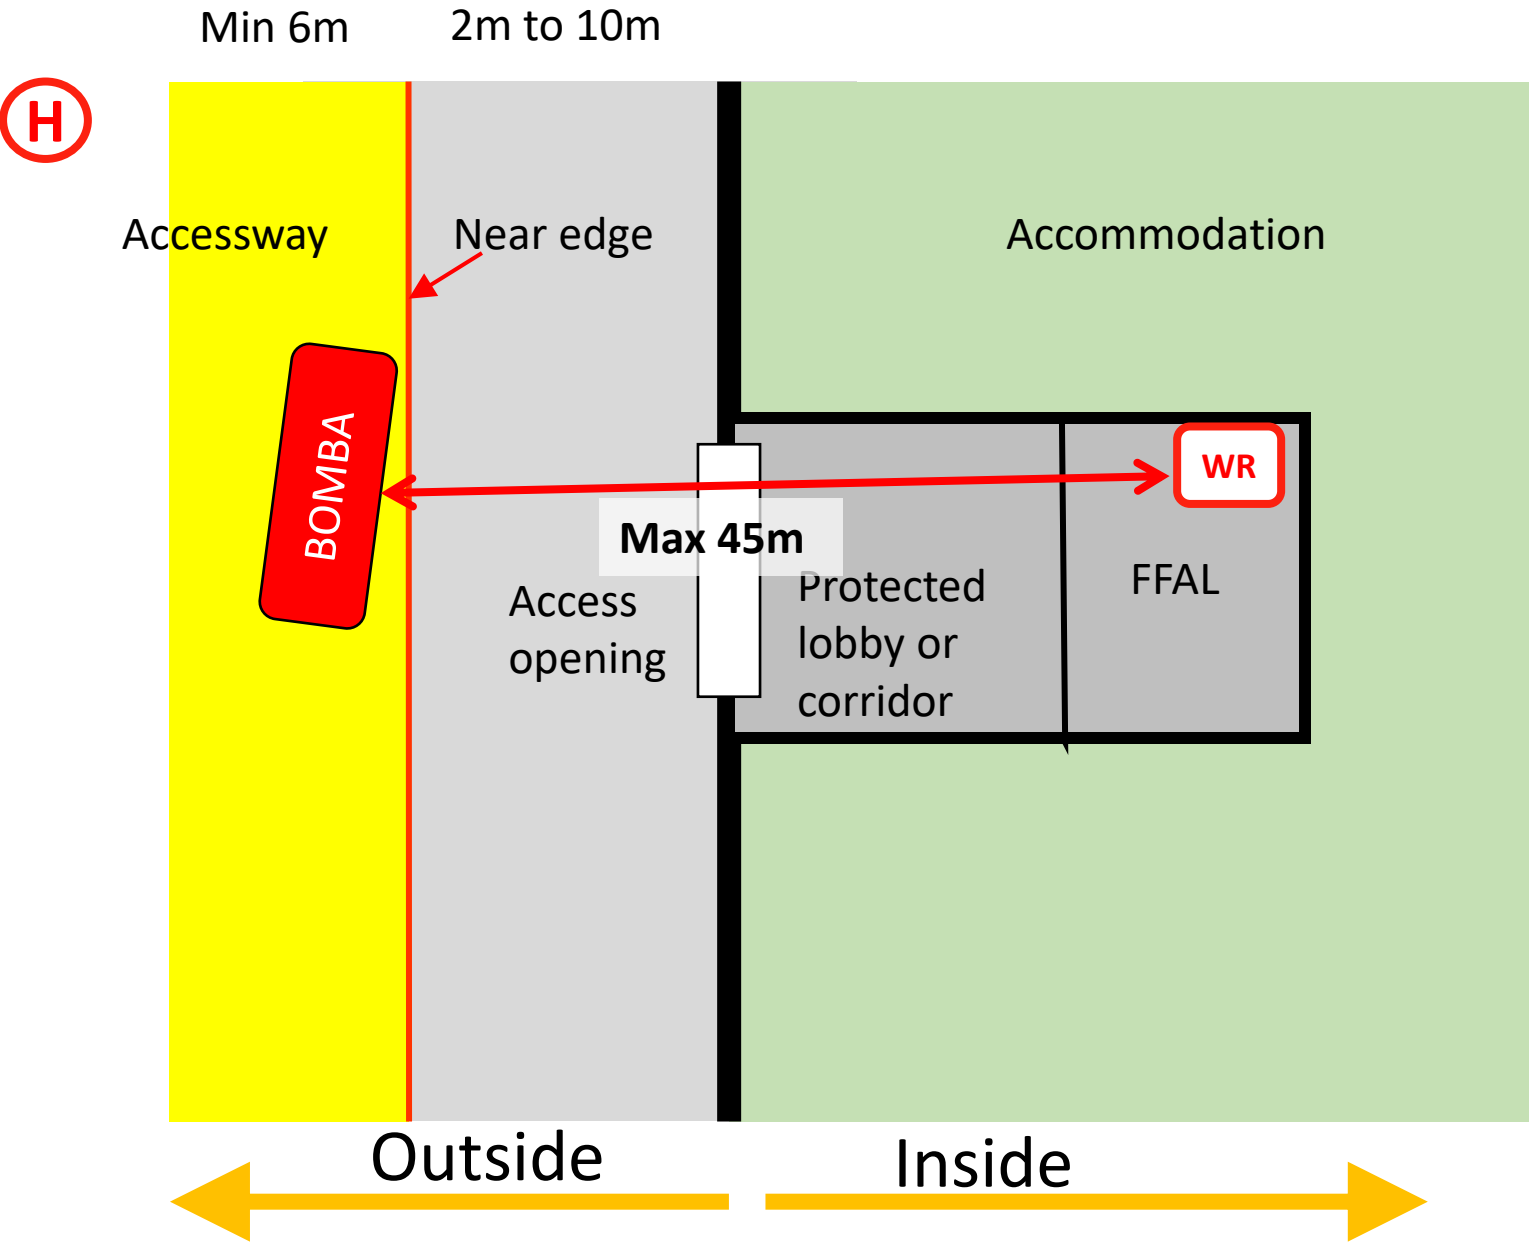 Min 6m
2m to 10m
H
Accessway
Near edge
Accommodation
BOMBA
WR
Max 45m
Access
opening
Protected
lobby or
corridor
FFAL
Outside
Inside